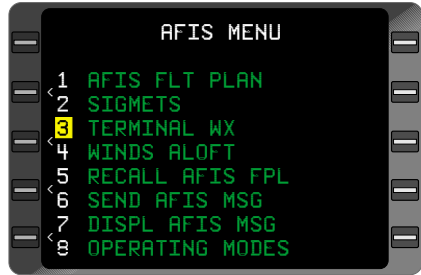 AFIS MENU
1 AFIS FLT PLAN
<
2 SIGMETS
3 TERMINAL WX
<
4 WINDS ALOFT
5 RECALL AFIS FPL
<
6 SEND AFIS MSG
7 DISPL AFIS MSG
<
8 OPERATING MODES